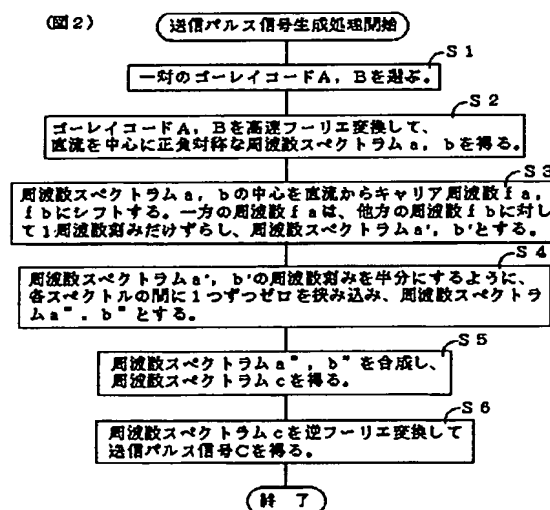 (図2)
送信パルス信号生成処理開始
S1
一対のゴーレイコードA，Bを選ぶ。
S2
ゴーレイコードA，Bを高速フーリエ変換して、
直流を中心に正負対称な周波数スペクトラムa，bを得る。
S3
周波数スペクトラムa，bの中心を直流からキャリア周波数fa，
fbにシフトする。一方の周波数faは、他方の周波数fbに対し
て1周波数刻みだけずらし、周波数スペクトラムa'，b'とする。
S4
周波数スペクトラムa'，b'の周波数刻みを半分にするように、
各スペクトルの間に1つずつゼロを挟み込み、周波数スペクトラ
ムa"，b"とする。
S5
周波数スペクトラムa"，b"を合成し、
周波数スペクトラムcを得る。
S6
周波数スペクトラムcを逆フーリエ変換して
送信パルス信号Cを得る。
終了